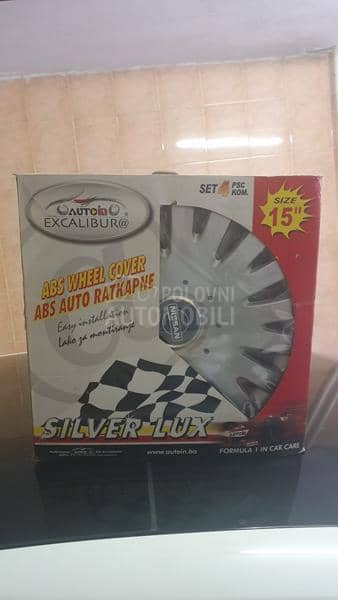 AUTOin
EXCALIBUR@
SET 4 PSC
KOM.
SIZE
15"
ABS WHEEL COVER
ABS AUTO RATKAPNE
Easy installation
Lako za montiranje
NISSAN
POLOVNI
AUTOMOBILI
SILVER LUX
www.autoin.ba
FORMULA 1 IN CAR CARE